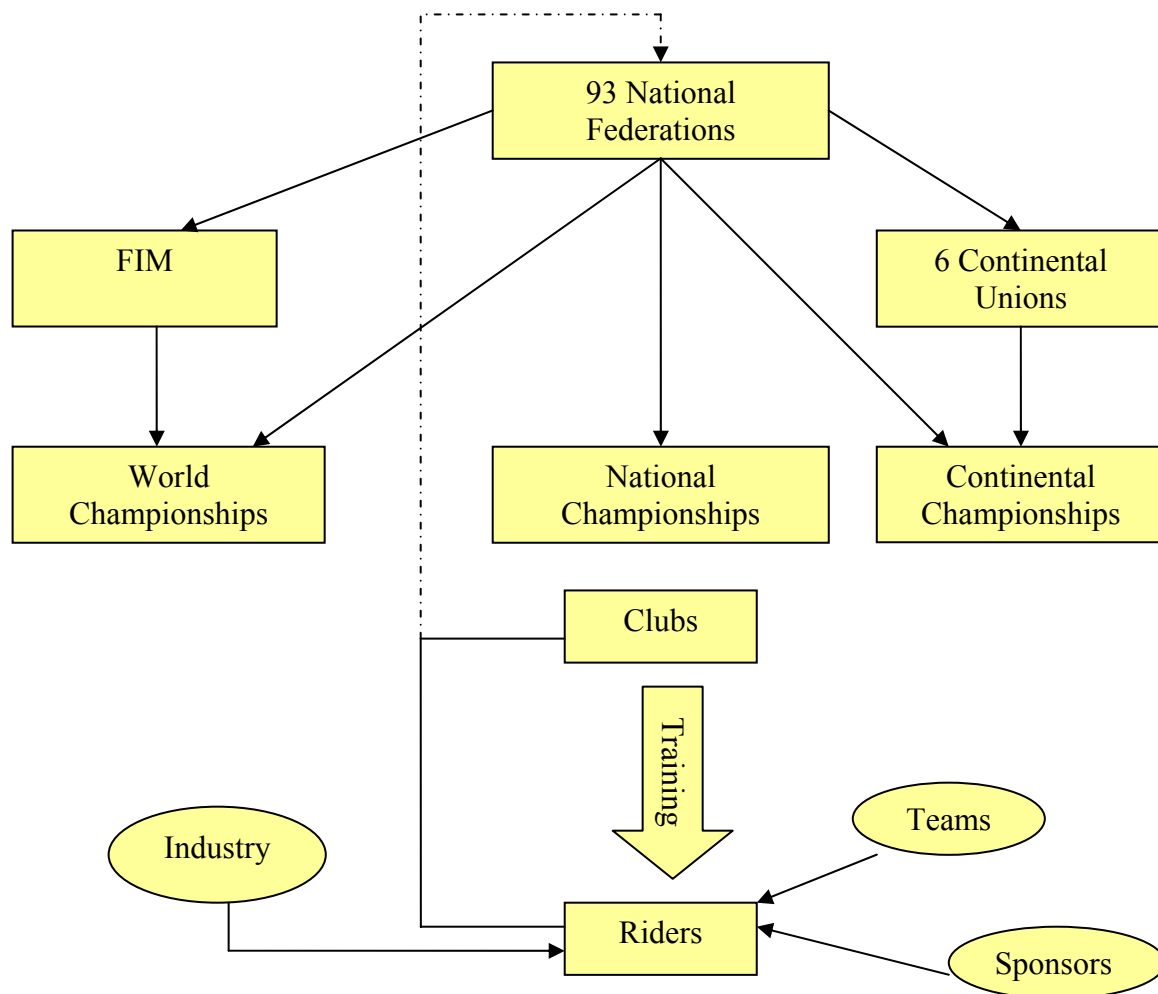 93 National
Federations
FIM
6 Continental
Unions
World
Championships
National
Championships
Continental
Championships
Clubs
Training
Industry
Teams
Riders
Sponsors